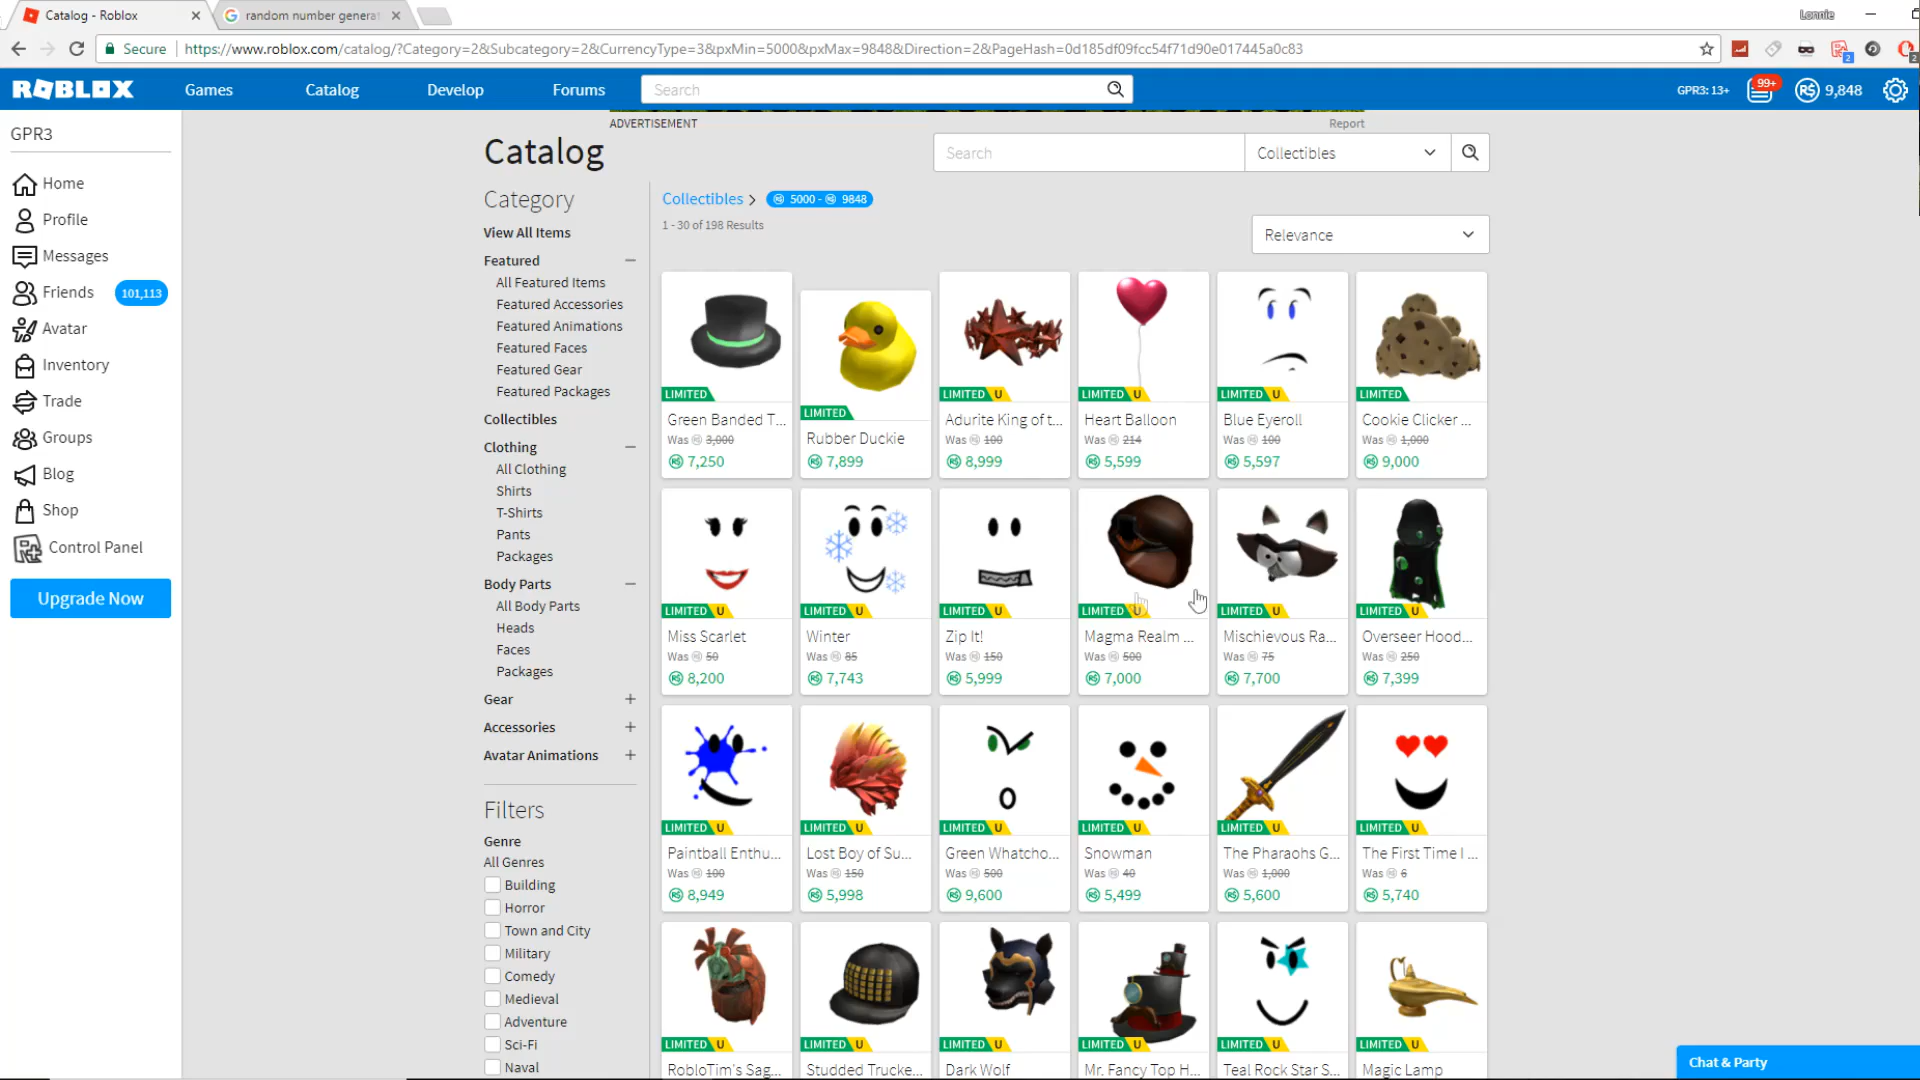 Catalog - Roblox
random number generat
Lonnie
Secure
https://www.roblox.com/catalog/?Category=2&Subcategory=2&CurrencyType=3&pxMin=5000&pxMax=9848&Direction=2&PageHash=0d185df09fcc54f71d90e017445a0c83
2
2
ROBLOX
Games
Catalog
Develop
Forums
Search
GPR3: 13+
99+
R$ 9,848
ADVERTISEMENT
Report
GPR3
Home
Profile
Messages
Friends 101,113
Avatar
Inventory
Trade
Groups
Blog
Shop
Control Panel
Upgrade Now
Catalog
Search
Collectibles
Category
View All Items
Featured
All Featured Items
Featured Accessories
Featured Animations
Featured Faces
Featured Gear
Featured Packages
Collectibles
Clothing
All Clothing
Shirts
T-Shirts
Pants
Packages
Body Parts
All Body Parts
Heads
Faces
Packages
Gear
Accessories
Avatar Animations
Filters
Genre
All Genres
Building
Horror
Town and City
Military
Comedy
Medieval
Adventure
Sci-Fi
Naval
Collectibles > R$ 5000 - R$ 9848
1 - 30 of 198 Results
Relevance
LIMITED
Green Banded T...
Was R$ 3,000
R$ 7,250
LIMITED
Rubber Duckie
R$ 7,899
LIMITED U
Adurite King of t...
Was R$ 100
R$ 8,999
LIMITED U
Heart Balloon
Was R$ 214
R$ 5,599
LIMITED U
Blue Eyeroll
Was R$ 100
R$ 5,597
LIMITED
Cookie Clicker ...
Was R$ 1,000
R$ 9,000
LIMITED U
Miss Scarlet
Was R$ 50
R$ 8,200
LIMITED U
Winter
Was R$ 85
R$ 7,743
LIMITED U
Zip It!
Was R$ 150
R$ 5,999
LIMITED U
Magma Realm ...
Was R$ 500
R$ 7,000
LIMITED U
Mischievous Ra...
Was R$ 75
R$ 7,700
LIMITED U
Overseer Hood...
Was R$ 250
R$ 7,399
LIMITED U
Paintball Enthu...
Was R$ 100
R$ 8,949
LIMITED U
Lost Boy of Su...
Was R$ 150
R$ 5,998
LIMITED U
Green Whatcho...
Was R$ 500
R$ 9,600
LIMITED U
Snowman
Was R$ 40
R$ 5,499
LIMITED U
The Pharaohs G...
Was R$ 1,000
R$ 5,600
LIMITED U
The First Time I ...
Was R$ 6
R$ 5,740
LIMITED U
RobloTim's Sag...
LIMITED U
Studded Trucke...
LIMITED U
Dark Wolf
LIMITED U
Mr. Fancy Top H...
LIMITED U
Teal Rock Star S...
LIMITED U
Magic Lamp
Chat & Party